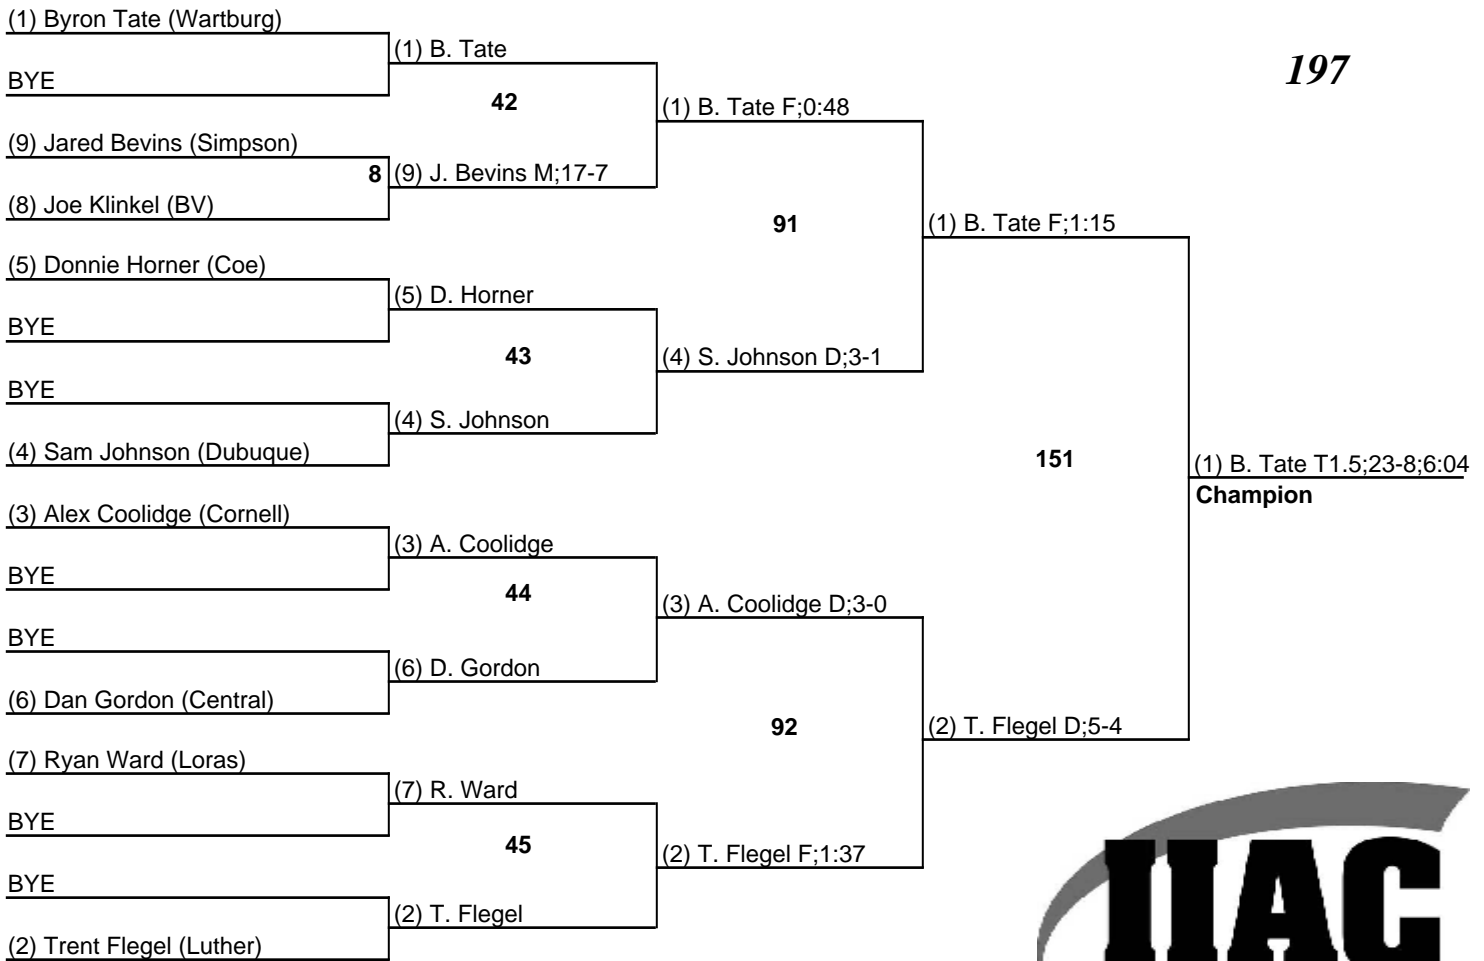 (1) Byron Tate (Wartburg)
(1) B. Tate
197
BYE
42
(1) B. Tate F;0:48
(9) Jared Bevins (Simpson)
8
(9) J. Bevins M;17-7
(8) Joe Klinkel (BV)
91
(1) B. Tate F;1:15
(5) Donnie Horner (Coe)
(5) D. Horner
BYE
43
(4) S. Johnson D;3-1
BYE
(4) S. Johnson
(4) Sam Johnson (Dubuque)
151
(1) B. Tate T1.5;23-8;6:04
Champion
(3) Alex Coolidge (Cornell)
(3) A. Coolidge
BYE
44
(3) A. Coolidge D;3-0
BYE
(6) D. Gordon
(6) Dan Gordon (Central)
92
(2) T. Flegel D;5-4
(7) Ryan Ward (Loras)
(7) R. Ward
BYE
45
(2) T. Flegel F;1:37
BYE
(2) T. Flegel
(2) Trent Flegel (Luther)
IIAC